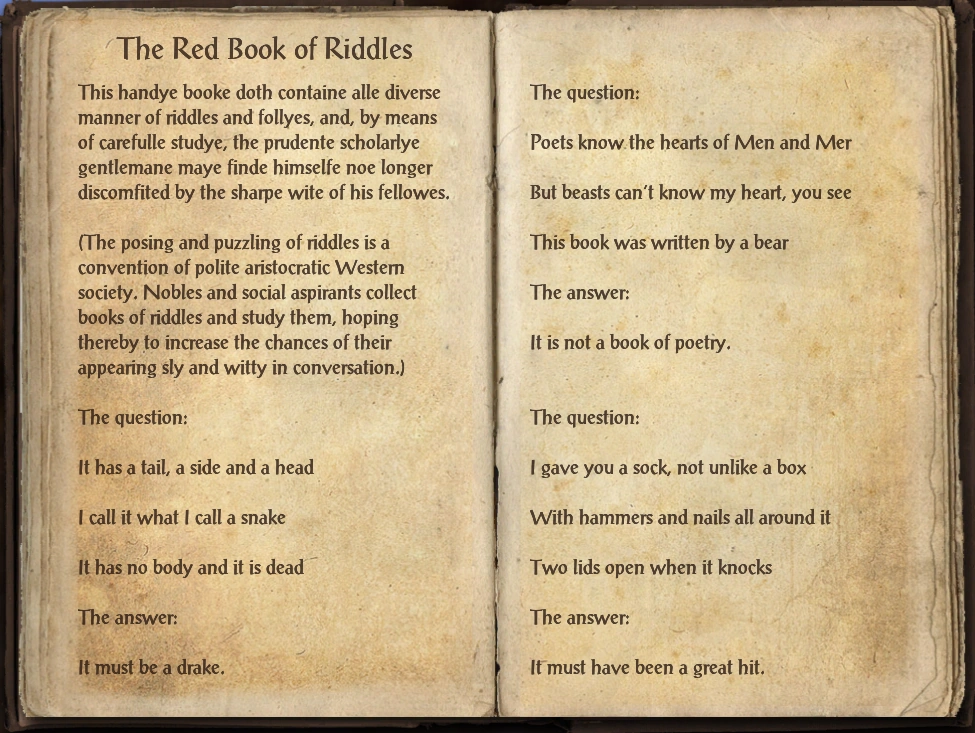 The Red Book of Riddles
This handye booke doth containe alle diverse
manner of riddles and follyes, and, by means
of carefulle studye, the prudente scholarlye
gentlemane maye finde himselfe noe longer
discomfited by the sharpe wite of his fellowes.
(The posing and puzzling of riddles is a
convention of polite aristocratic Western
society. Nobles and social aspirants collect
books of riddles and study them, hoping
thereby to increase the chances of their
appearing sly and witty in conversation.)
The question:
It has a tail, a side and a head
I call it what I call a snake
It has no body and it is dead
The answer:
It must be a drake.
The question:
Poets know the hearts of Men and Mer
But beasts can't know my heart, you see
This book was written by a bear
The answer:
It is not a book of poetry.
The question:
I gave you a sock, not unlike a box
With hammers and nails all around it
Two lids open when it knocks
The answer:
It must have been a great hit.